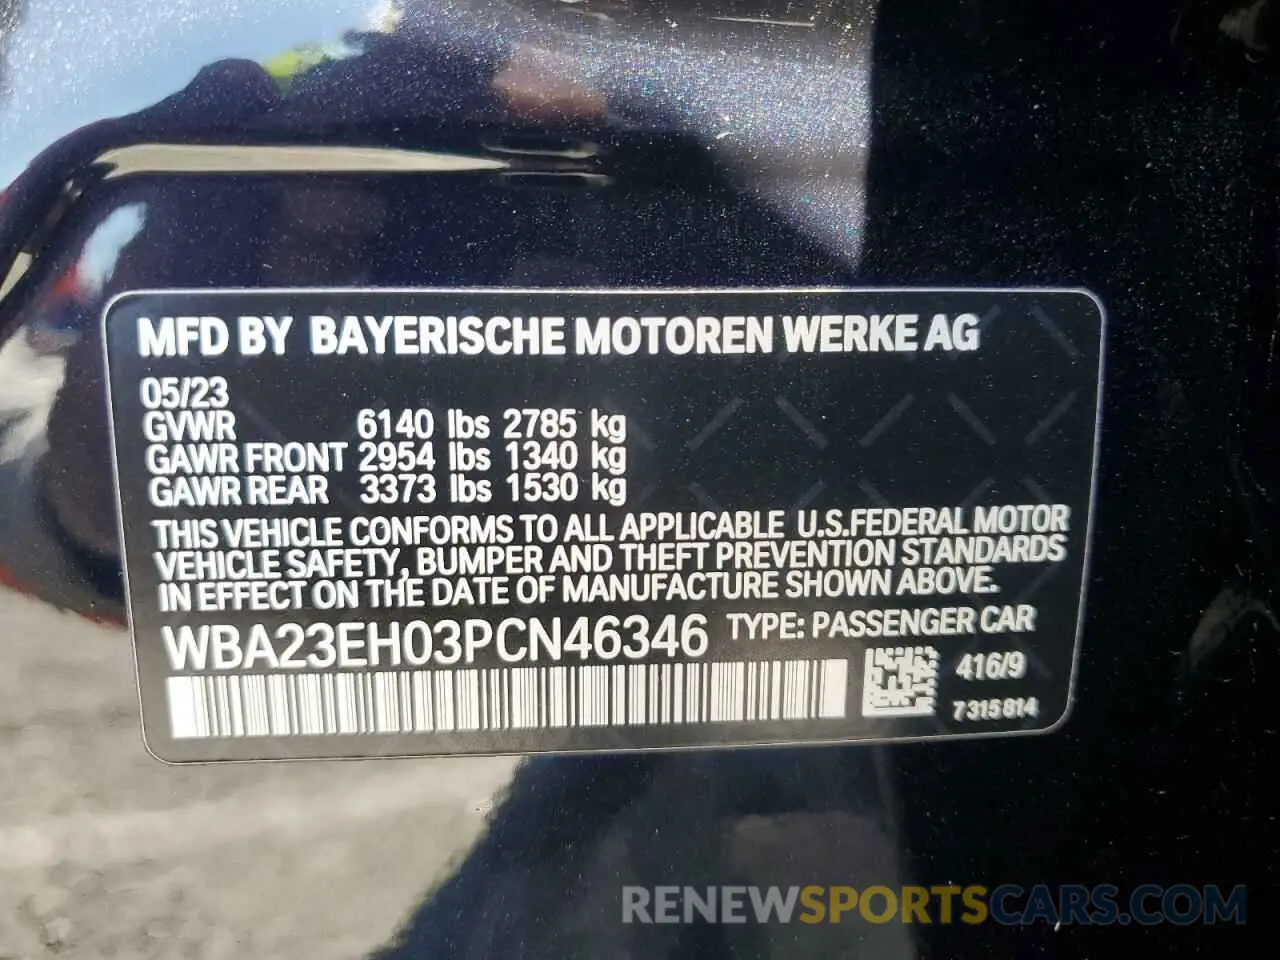 MFD BY BAYERISCHE MOTOREN WERKE AG
05/23
GVWR 6140 lbs 2785 kg
GAWR FRONT 2954 lbs 1340 kg
GAWR REAR 3373 lbs 1530 kg
THIS VEHICLE CONFORMS TO ALL APPLICABLE U.S.FEDERAL MOTOR
VEHICLE SAFETY, BUMPER AND THEFT PREVENTION STANDARDS
IN EFFECT ON THE DATE OF MANUFACTURE SHOWN ABOVE.
WBA23EH03PCN46346 TYPE: PASSENGER CAR
416/9
7315814
RENEWSPORTSCARS.COM